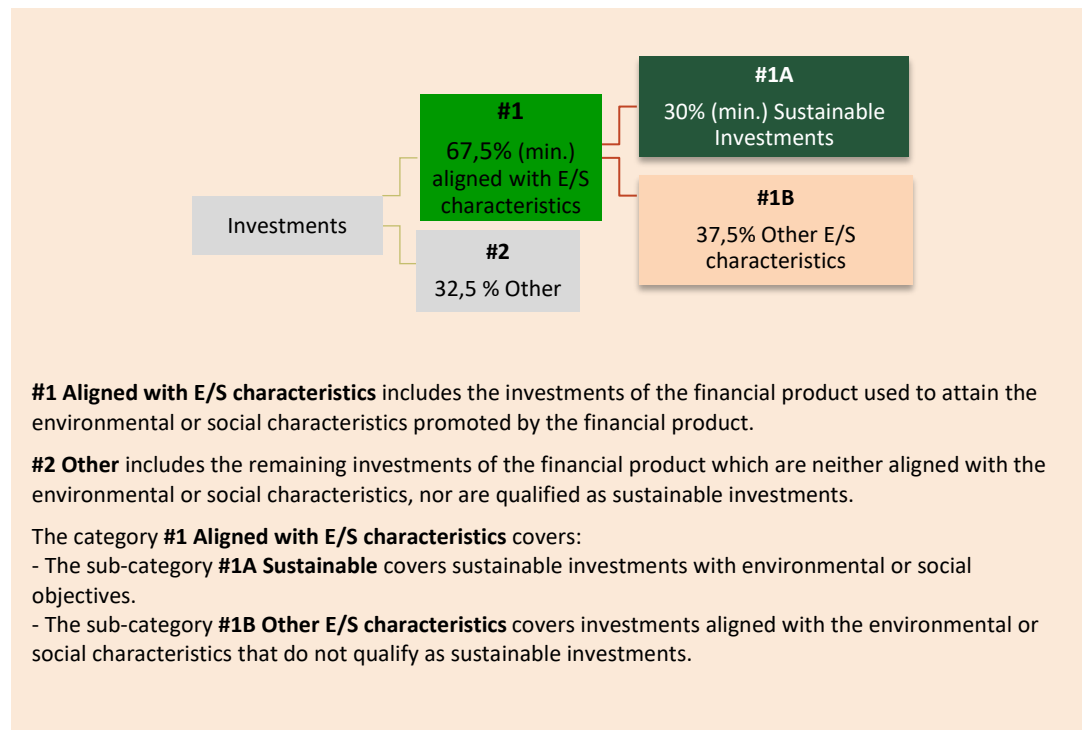 #1A
30% (min.) Sustainable
Investments
#1
67,5% (min.)
aligned with E/S
characteristics
#1B
37,5% Other E/S
characteristics
Investments
#2
32,5 % Other
#1 Aligned with E/S characteristics includes the investments of the financial product used to attain the
environmental or social characteristics promoted by the financial product.
#2 Other includes the remaining investments of the financial product which are neither aligned with the
environmental or social characteristics, nor are qualified as sustainable investments.
The category #1 Aligned with E/S characteristics covers:
- The sub-category #1A Sustainable covers sustainable investments with environmental or social
objectives.
- The sub-category #1B Other E/S characteristics covers investments aligned with the environmental or
social characteristics that do not qualify as sustainable investments.